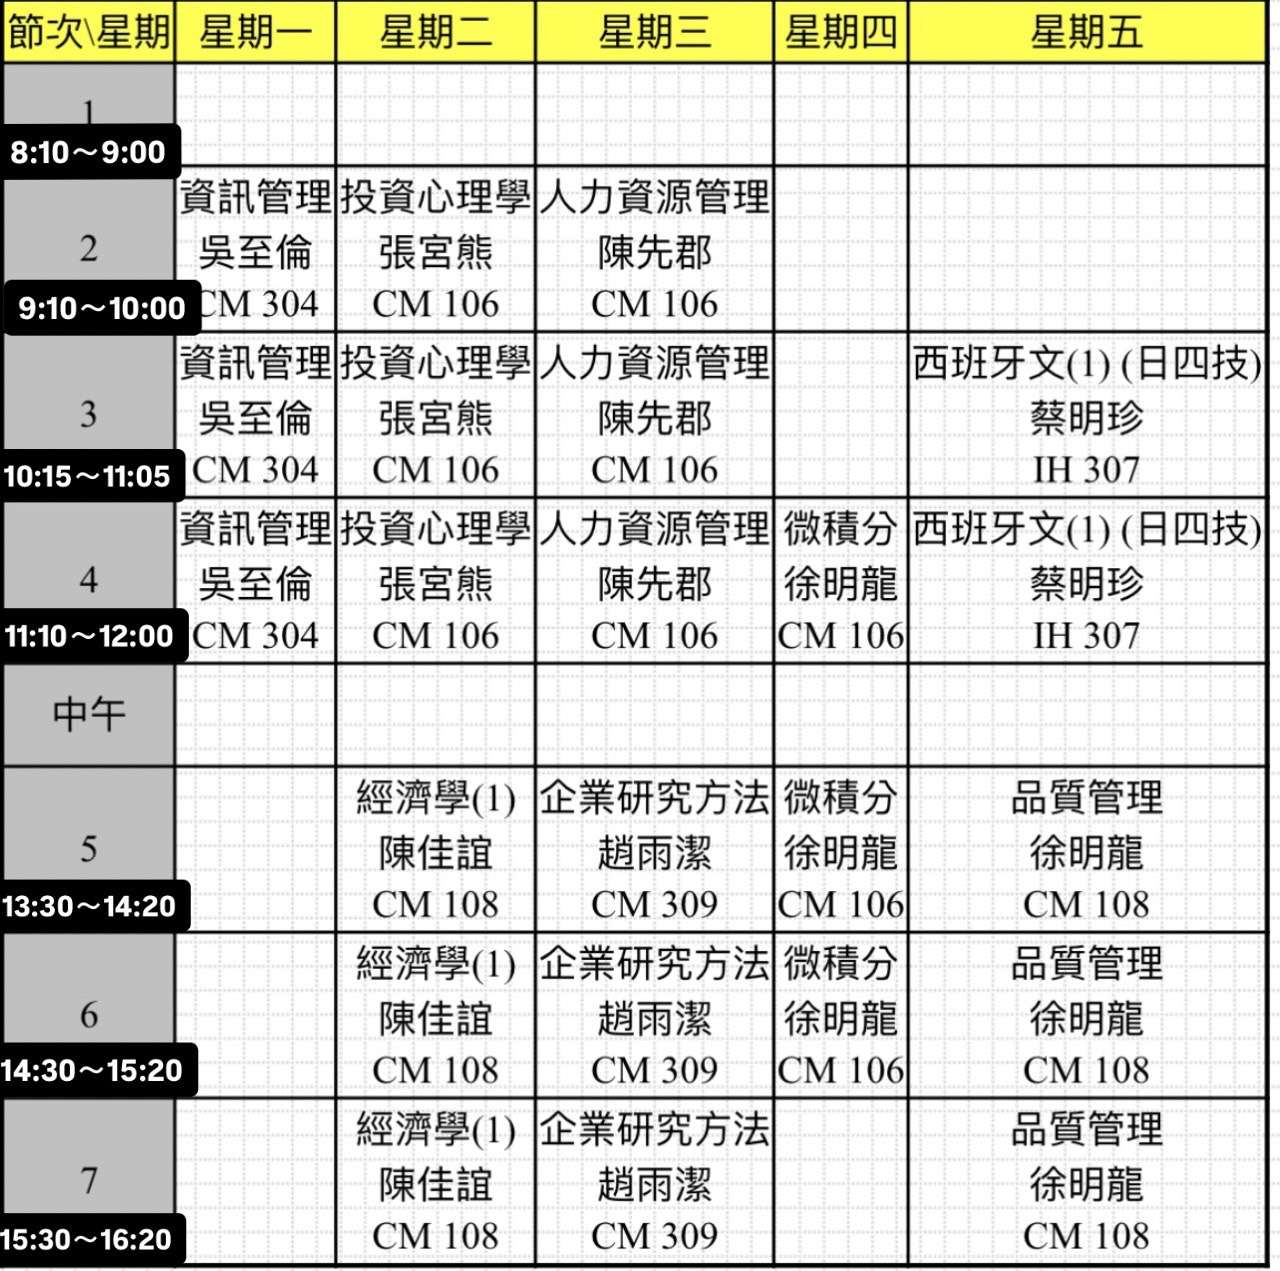 節次\星期 星期一 星期二 星期三 星期四 星期五
1
8:10～9:00
資訊管理 投資心理學 人力資源管理
2 吳至倫 張宮熊 陳先郡
9:10～10:00 CM 304 CM 106 CM 106
資訊管理 投資心理學 人力資源管理 西班牙文(1) (日四技)
3 吳至倫 張宮熊 陳先郡 蔡明珍
10:15～11:05 CM 304 CM 106 CM 106 IH 307
資訊管理 投資心理學 人力資源管理 微積分 西班牙文(1) (日四技)
4 吳至倫 張宮熊 陳先郡 徐明龍 蔡明珍
11:10～12:00 CM 304 CM 106 CM 106 CM 106 IH 307
中午
經濟學(1) 企業研究方法 微積分 品質管理
5 陳佳誼 趙雨潔 徐明龍 徐明龍
13:30～14:20 CM 108 CM 309 CM 106 CM 108
經濟學(1) 企業研究方法 微積分 品質管理
6 陳佳誼 趙雨潔 徐明龍 徐明龍
14:30～15:20 CM 108 CM 309 CM 106 CM 108
經濟學(1) 企業研究方法 品質管理
7 陳佳誼 趙雨潔 徐明龍
15:30～16:20 CM 108 CM 309 CM 108